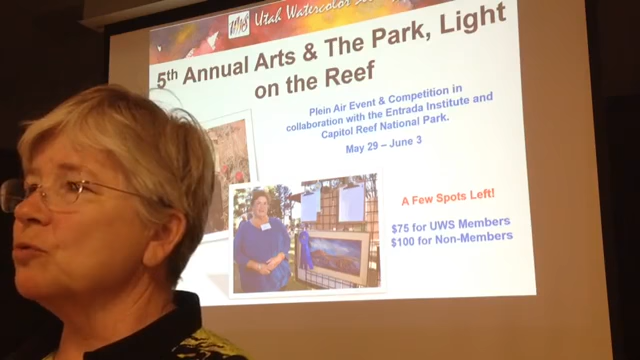 UWS Utah Watercolor
5th Annual Arts & The Park, Light
on the Reef
Plein Air Event & Competition in
collaboration with the Entrada Institute and
Capitol Reef National Park.
May 29 – June 3
A Few Spots Left!
$75 for UWS Members
$100 for Non-Members